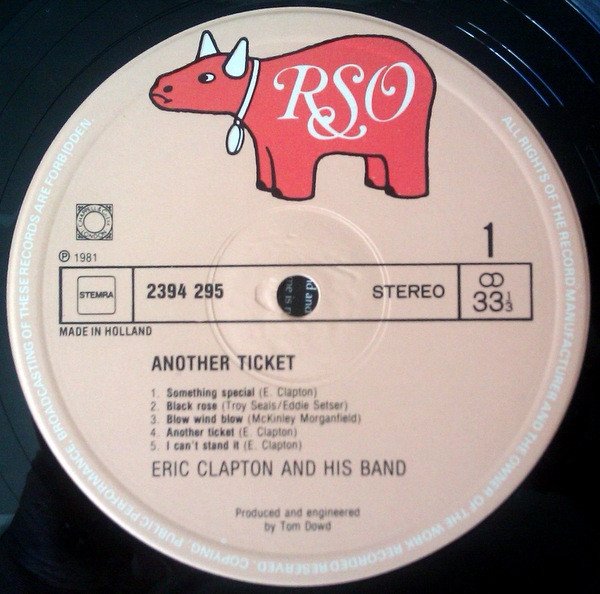 RSO
1
℗ 1981
STEMRA
2394 295
STEREO
33⅓
MADE IN HOLLAND
ANOTHER TICKET
1. Something special (E. Clapton)
2. Black rose (Troy Seals/Eddie Setser)
3. Blow wind blow (McKinley Morganfield)
4. Another ticket (E. Clapton)
5. I can't stand it (E. Clapton)
ERIC CLAPTON AND HIS BAND
Produced and engineered
by Tom Dowd
ALL RIGHTS OF THE RECORD MANUFACTURER AND THE OWNER OF THE WORK RECORDED RESERVED. COPYING, PUBLIC PERFORMANCE, BROADCASTING OF THESE RECORDS ARE FORBIDDEN